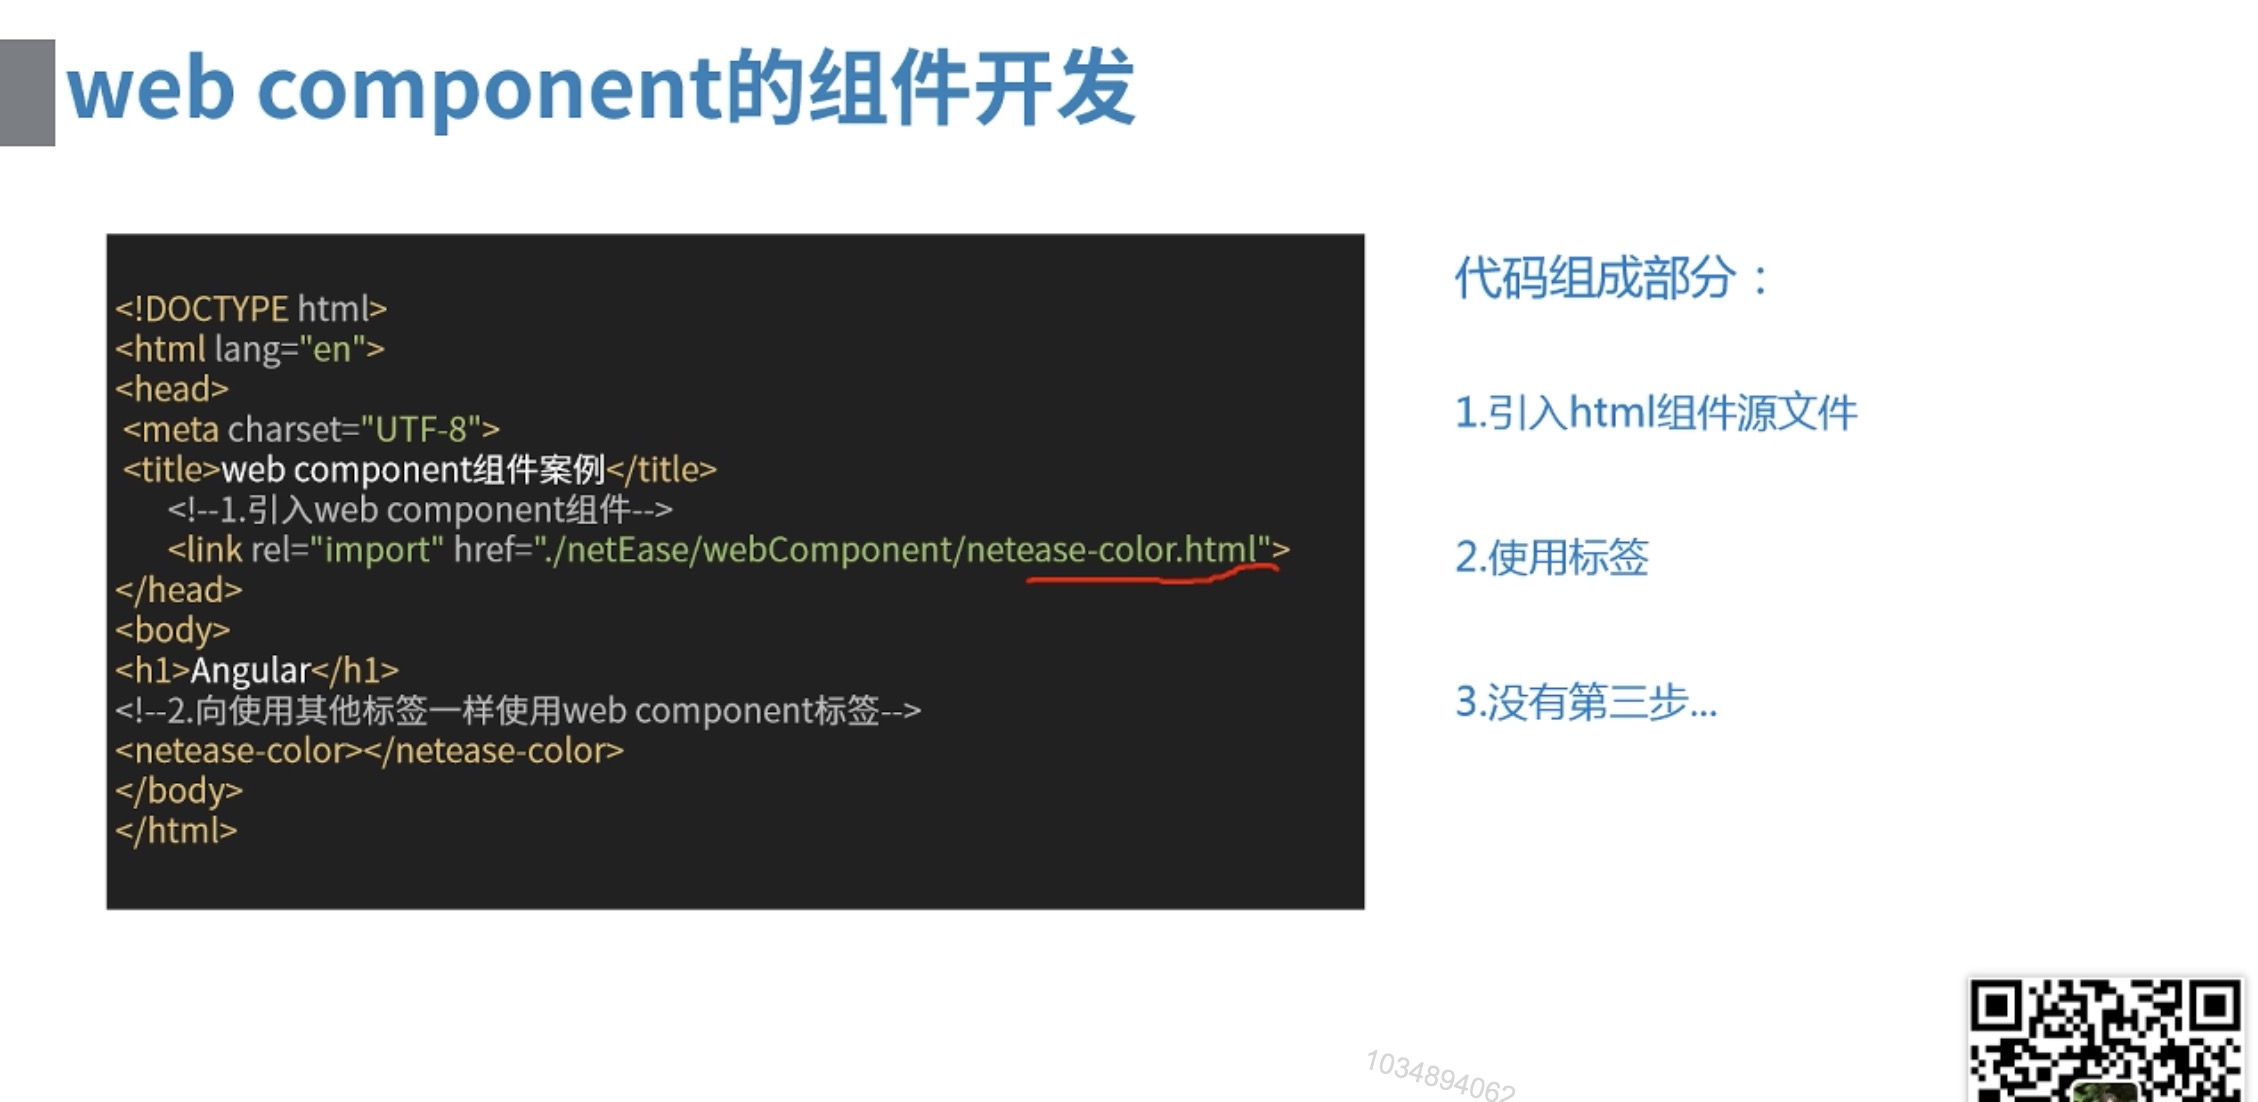 web component的组件开发
<!DOCTYPE html>
<html lang="en">
<head>
<meta charset="UTF-8">
<title>web component组件案例</title>
<!--1.引入web component组件-->
<link rel="import" href="./netEase/webComponent/netease-color.html">
</head>
<body>
<h1>Angular</h1>
<!--2.向使用其他标签一样使用web component标签-->
<netease-color></netease-color>
</body>
</html>
代码组成部分：
1.引入html组件源文件
2.使用标签
3.没有第三步...
1034894062